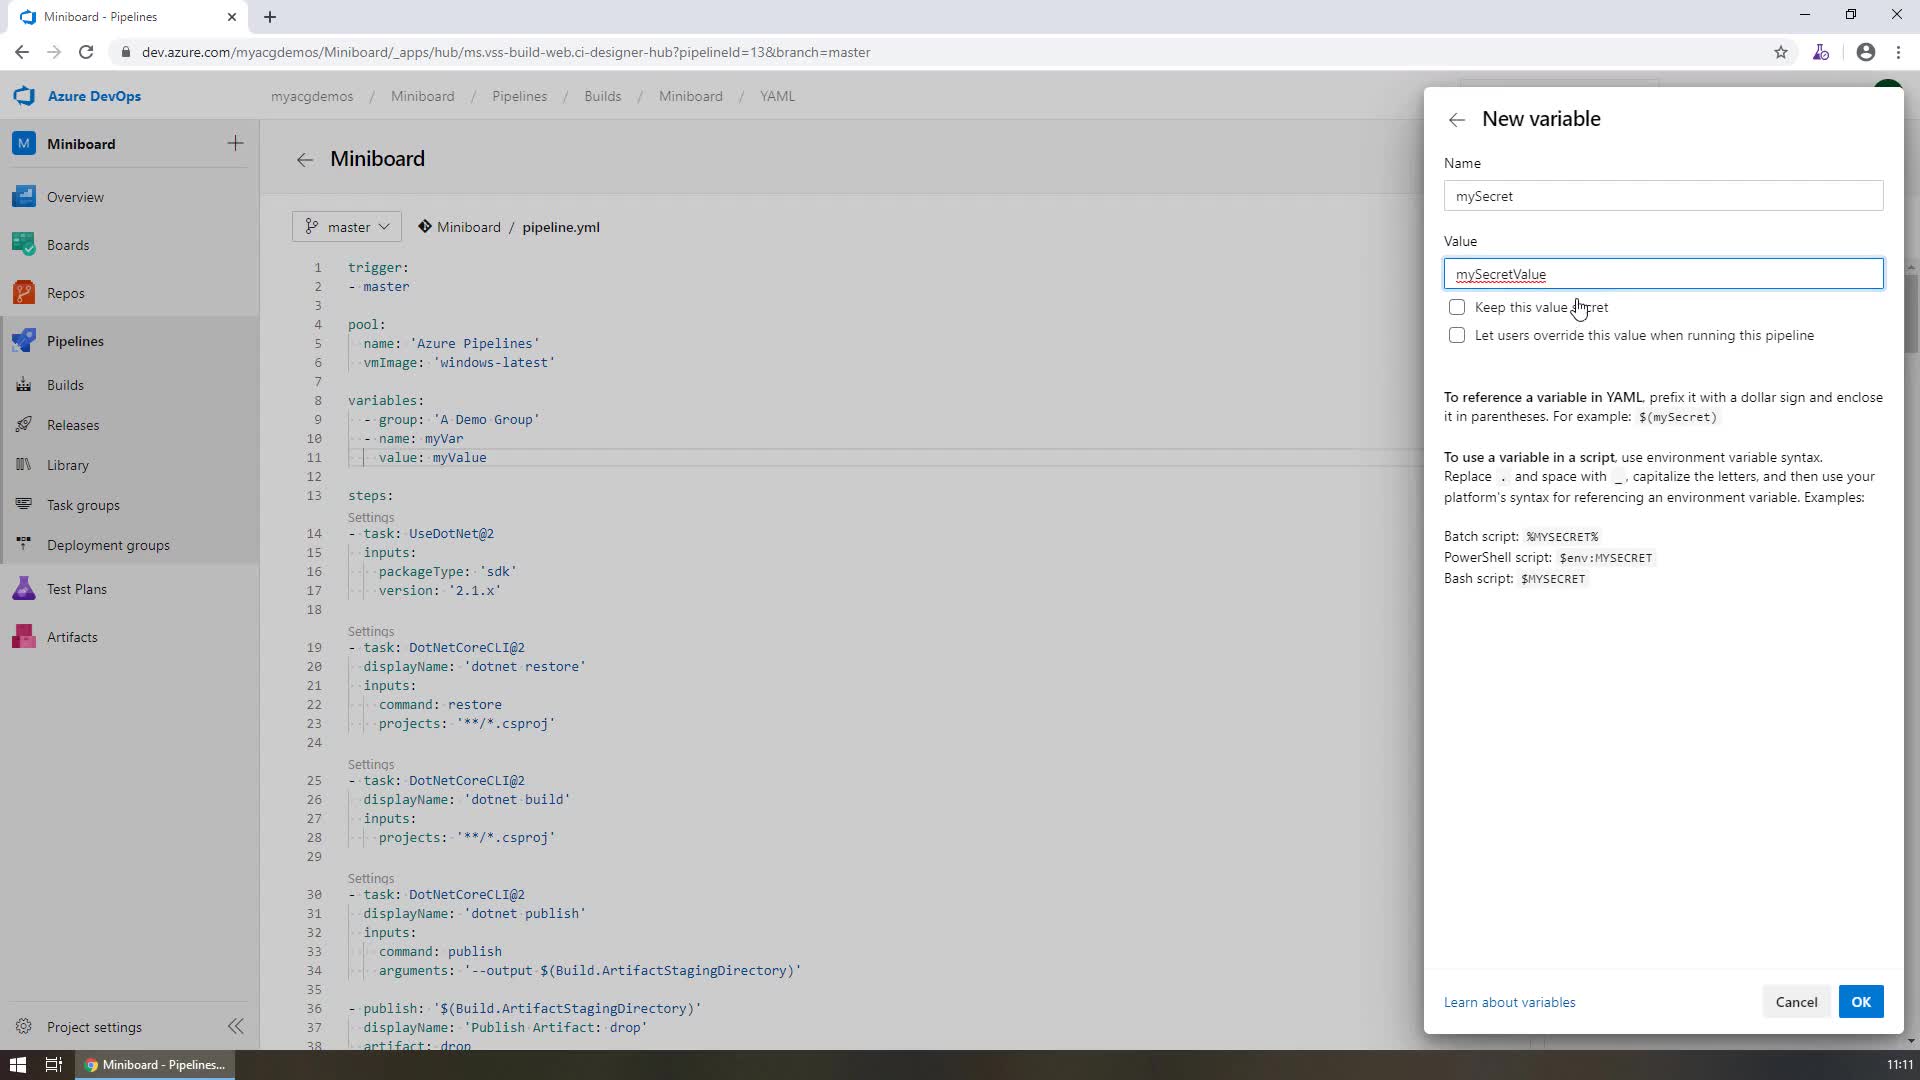 Miniboard - Pipelines
dev.azure.com/myacgdemos/Miniboard/_apps/hub/ms.vss-build-web.ci-designer-hub?pipelineId=13&branch=master
Azure DevOps
myacgdemos / Miniboard / Pipelines / Builds / Miniboard / YAML
M Miniboard
Overview
Boards
Repos
Pipelines
Builds
Releases
Library
Task groups
Deployment groups
Test Plans
Artifacts
Project settings
Miniboard
master
Miniboard / pipeline.yml
1 trigger:
2 - master
3
4 pool:
5 name: 'Azure Pipelines'
6 vmImage: 'windows-latest'
7
8 variables:
9 - group: 'A Demo Group'
10 - name: myVar
11 value: myValue
12
13 steps:
Settings
14 - task: UseDotNet@2
15 inputs:
16 packageType: 'sdk'
17 version: '2.1.x'
18
Settings
19 - task: DotNetCoreCLI@2
20 displayName: 'dotnet restore'
21 inputs:
22 command: restore
23 projects: '**/*.csproj'
24
Settings
25 - task: DotNetCoreCLI@2
26 displayName: 'dotnet build'
27 inputs:
28 projects: '**/*.csproj'
29
Settings
30 - task: DotNetCoreCLI@2
31 displayName: 'dotnet publish'
32 inputs:
33 command: publish
34 arguments: '--output $(Build.ArtifactStagingDirectory)'
35
36 - publish: '$(Build.ArtifactStagingDirectory)'
37 displayName: 'Publish Artifact: drop'
38 artifact: drop
New variable
Name
mySecret
Value
mySecretValue
Keep this value secret
Let users override this value when running this pipeline
To reference a variable in YAML, prefix it with a dollar sign and enclose
it in parentheses. For example: $(mySecret)
To use a variable in a script, use environment variable syntax.
Replace . and space with _, capitalize the letters, and then use your
platform's syntax for referencing an environment variable. Examples:
Batch script: %MYSECRET%
PowerShell script: $env:MYSECRET
Bash script: $MYSECRET
Learn about variables
Cancel
OK
Miniboard - Pipelines...
11:11